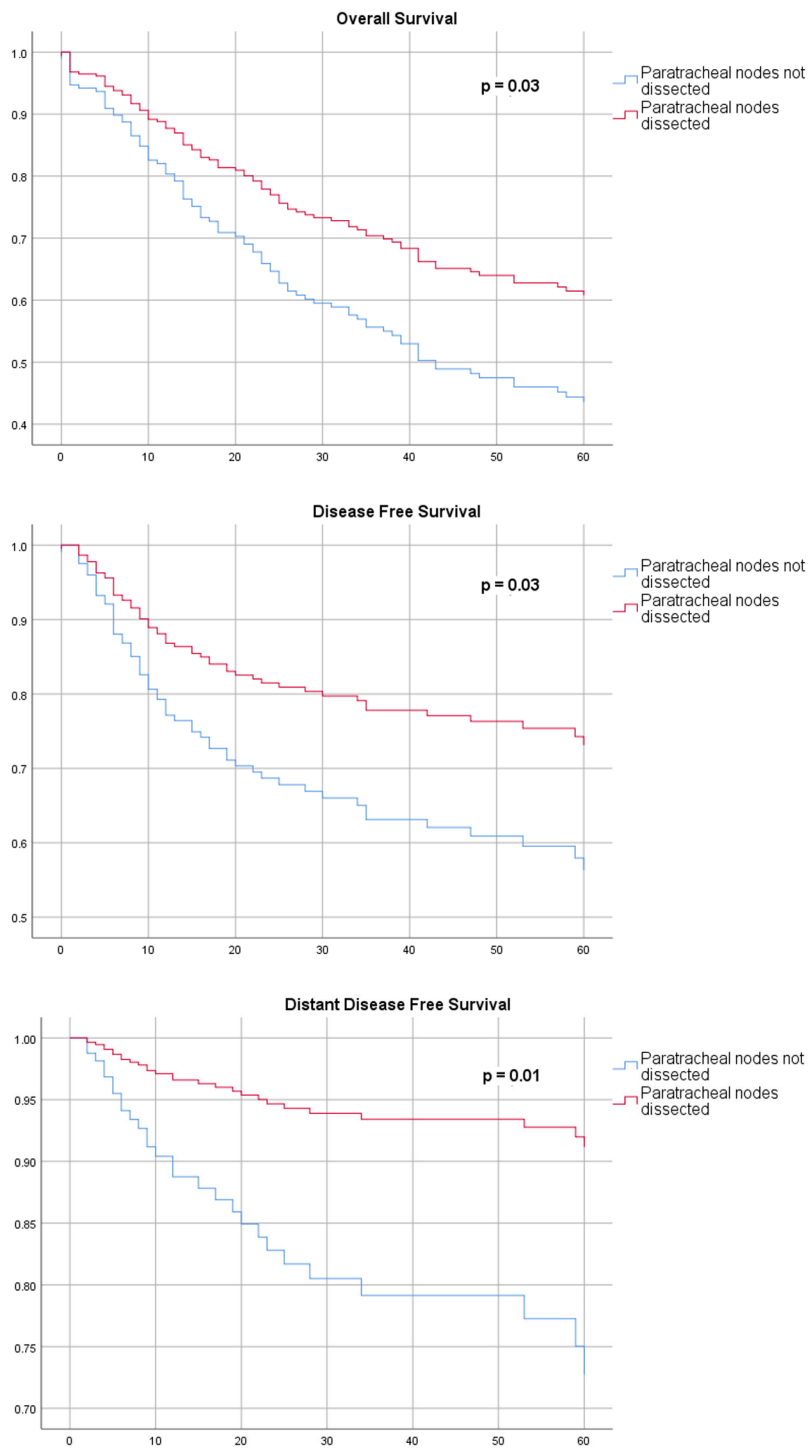 Overall Survival
1.0
0.9
0.8
0.7
0.6
0.5
0.4
0
10
20
30
40
50
60
p = 0.03
Paratracheal nodes not
dissected
Paratracheal nodes
dissected
Disease Free Survival
1.0
0.9
0.8
0.7
0.6
0.5
0
10
20
30
40
50
60
p = 0.03
Paratracheal nodes not
dissected
Paratracheal nodes
dissected
Distant Disease Free Survival
1.00
0.95
0.90
0.85
0.80
0.75
0.70
0
10
20
30
40
50
60
p = 0.01
Paratracheal nodes not
dissected
Paratracheal nodes
dissected